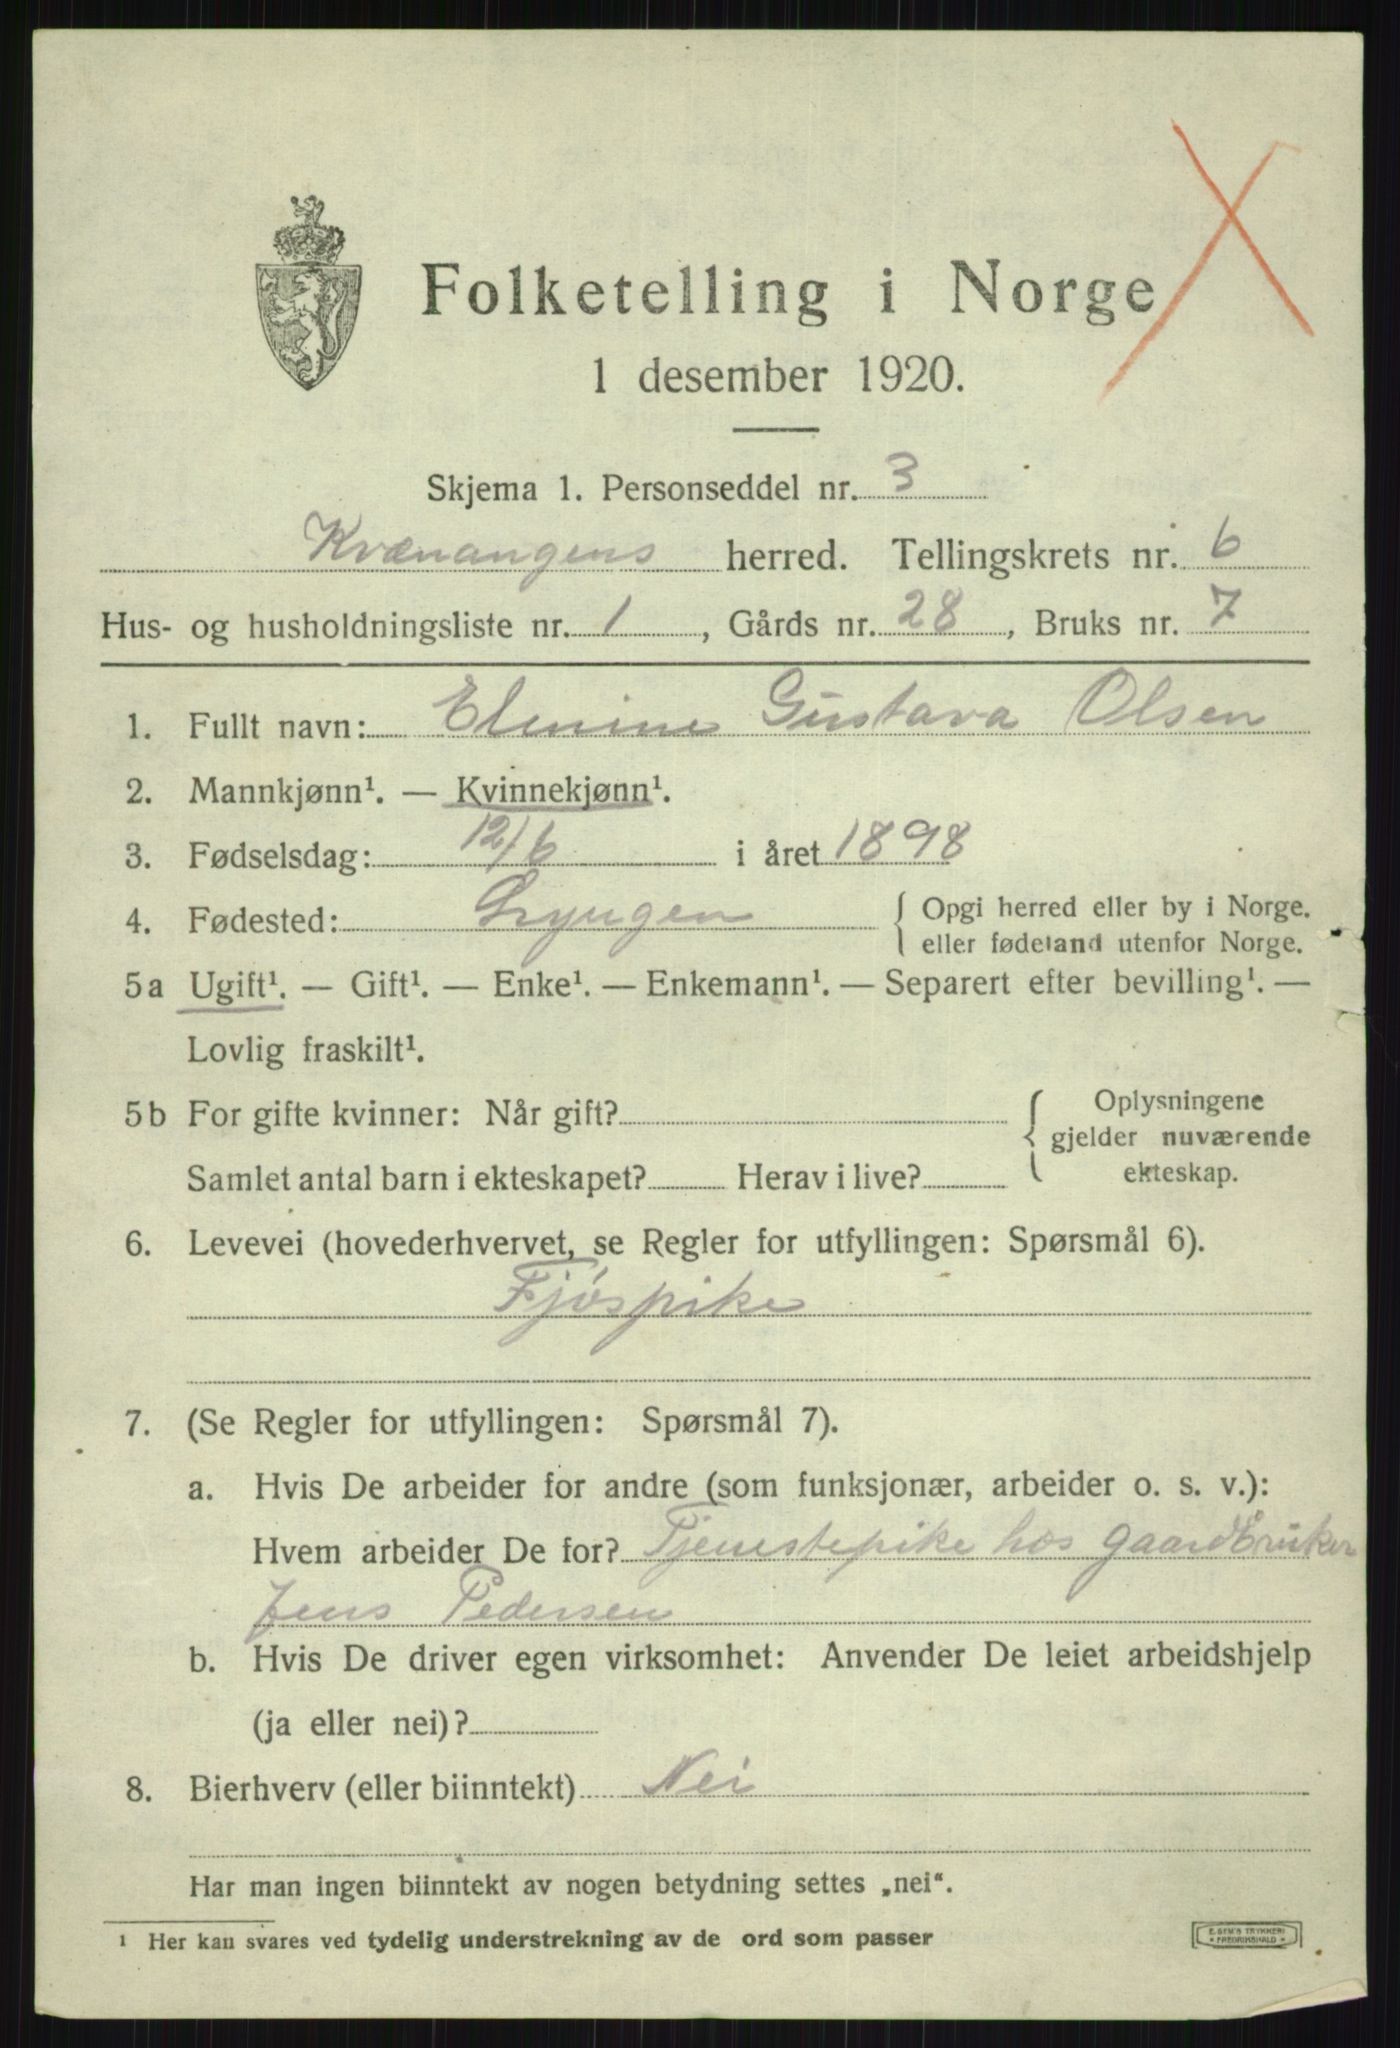 Folketelling i Norge
1 desember 1920.
Skjema 1. Personseddel nr. 3
Kvænangens herred. Tellingskrets nr. 6
Hus- og husholdningsliste nr. 1, Gårds nr. 28, Bruks nr. 7
1. Fullt navn: Elenine Gustava Olsen
2. Mannkjønn¹. — Kvinnekjønn¹.
3. Fødselsdag: 12/6 i året 1898
4. Fødested: Lyngen { Opgi herred eller by i Norge.
eller fødeland utenfor Norge.
5a Ugift¹. — Gift¹. — Enke¹. — Enkemann¹. — Separert efter bevilling¹. —
Lovlig fraskilt¹.
5b For gifte kvinner: Når gift? { Oplysningene
gjelder nuværende
Samlet antal barn i ekteskapet? Herav i live? ekteskap.
6. Levevei (hovederhvervet, se Regler for utfyllingen: Spørsmål 6).
Fjøspike
7. (Se Regler for utfyllingen: Spørsmål 7).
a. Hvis De arbeider for andre (som funksjonær, arbeider o. s. v.):
Hvem arbeider De for? Tjenestepike hos gaardbruker
Jens Pedersen
b. Hvis De driver egen virksomhet: Anvender De leiet arbeidshjelp
(ja eller nei)?
8. Bierhverv (eller biinntekt) Nei
Har man ingen biinntekt av nogen betydning settes „nei“.
¹ Her kan svares ved tydelig understrekning av de ord som passer
E. SEM'S TRYKKERI
* FREDRIKSHALD *